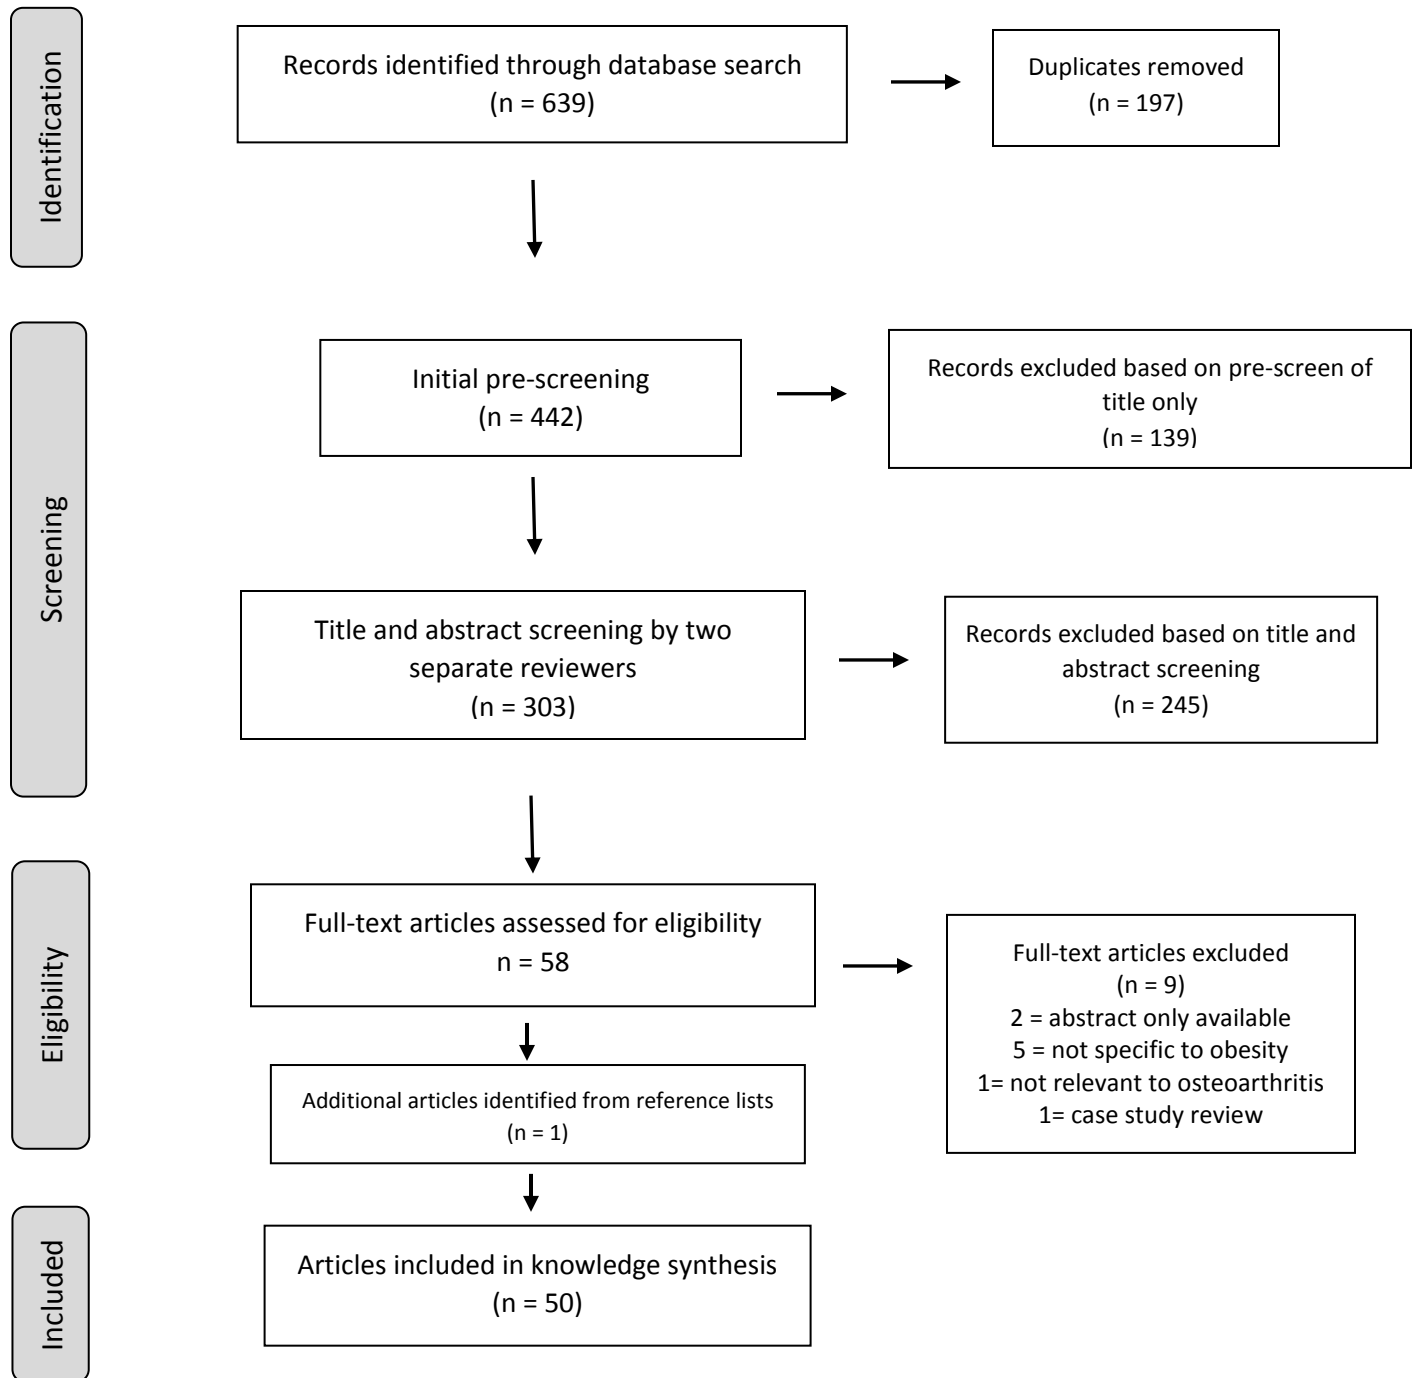 Identification
Records identified through database search
(n = 639)
Duplicates removed
(n = 197)
Screening
Initial pre-screening
(n = 442)
Records excluded based on pre-screen of
title only
(n = 139)
Title and abstract screening by two
separate reviewers
(n = 303)
Records excluded based on title and
abstract screening
(n = 245)
Eligibility
Full-text articles assessed for eligibility
n = 58
Full-text articles excluded
(n = 9)
2 = abstract only available
5 = not specific to obesity
1= not relevant to osteoarthritis
1= case study review
Additional articles identified from reference lists
(n = 1)
Included
Articles included in knowledge synthesis
(n = 50)